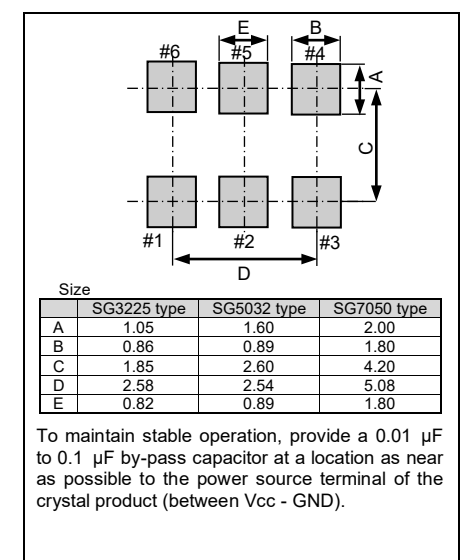 E B
#6 #5 #4
A
C
#1 #2 #3
D
Size
SG3225 type SG5032 type SG7050 type
A 1.05 1.60 2.00
B 0.86 0.89 1.80
C 1.85 2.60 4.20
D 2.58 2.54 5.08
E 0.82 0.89 1.80
To maintain stable operation, provide a 0.01 µF
to 0.1 µF by-pass capacitor at a location as near
as possible to the power source terminal of the
crystal product (between Vcc - GND).